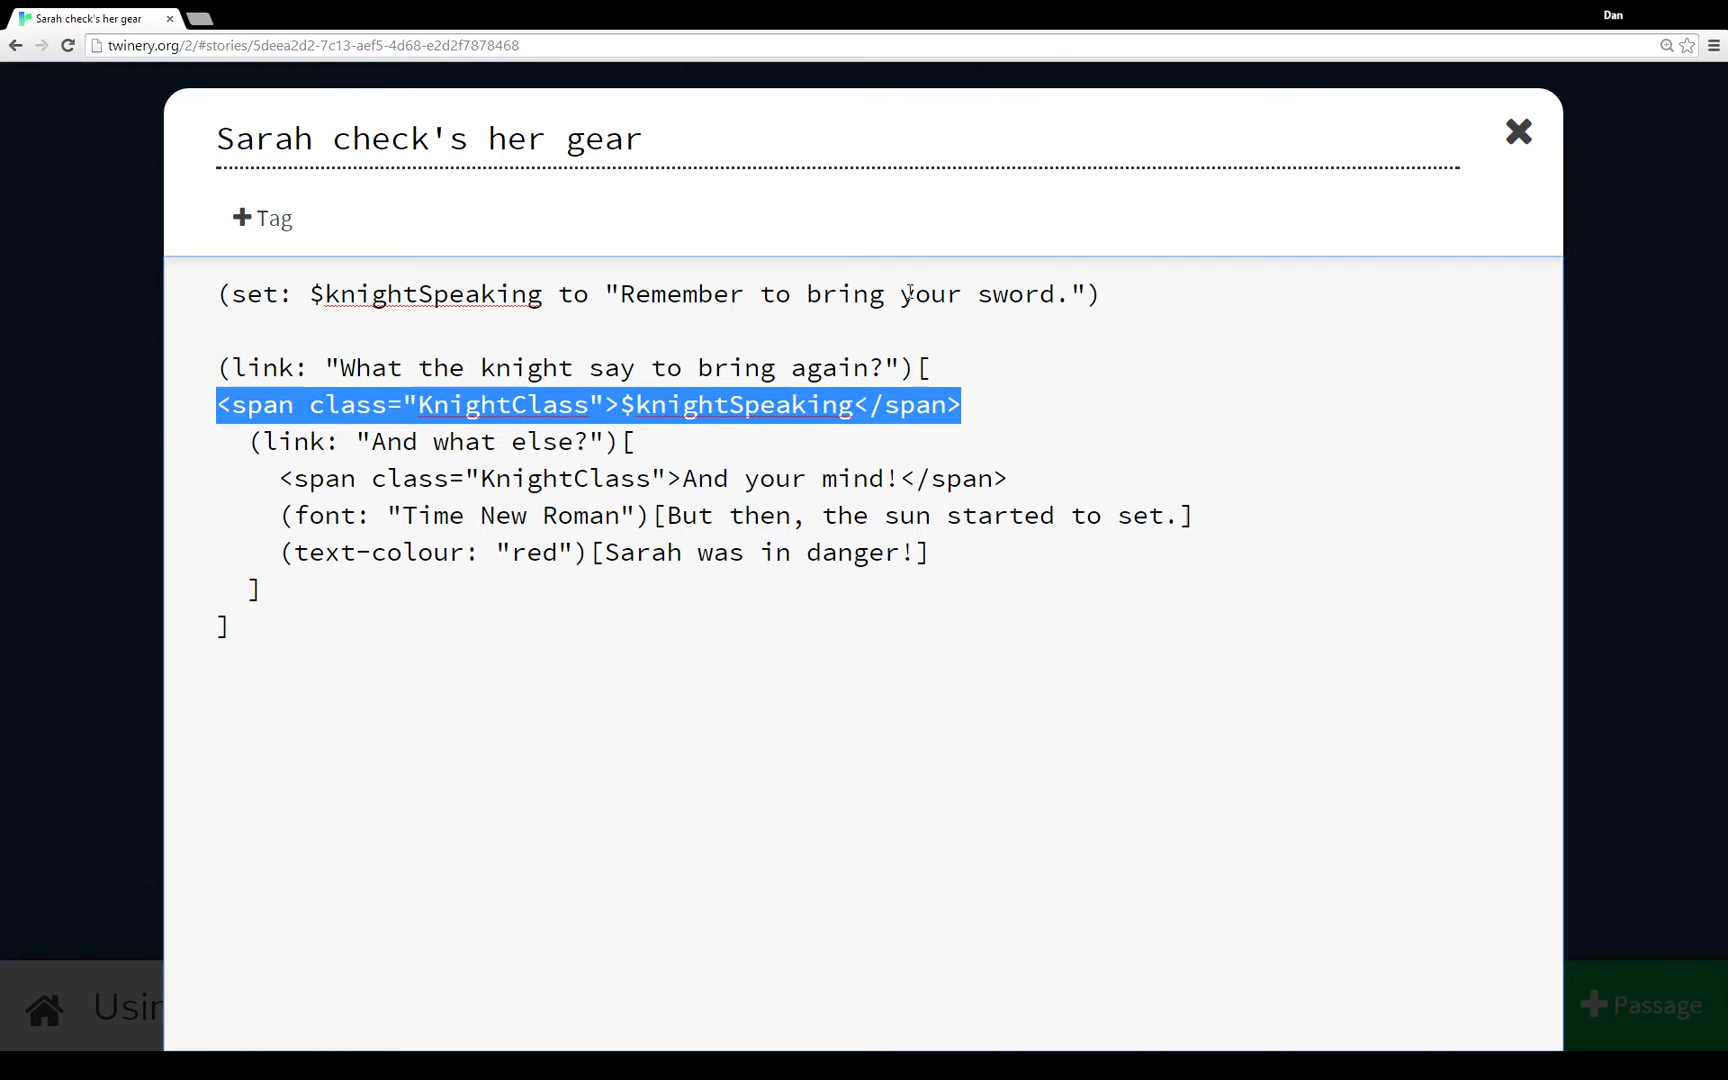 Sarah check's her gear
Dan
twinery.org/2/#stories/5deea2d2-7c13-aef5-4d68-e2d2f7878468
Sarah check's her gear
Tag
(set: $knightSpeaking to "Remember to bring your sword.")
(link: "What the knight say to bring again?")[
<span class="KnightClass">$knightSpeaking</span>
(link: "And what else?")[
<span class="KnightClass">And your mind!</span>
(font: "Time New Roman")[But then, the sun started to set.]
(text-colour: "red")[Sarah was in danger!]
]
]
Usin
Passage